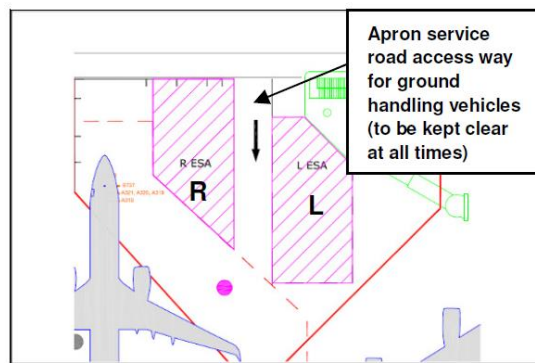 Apron service
road access way
for ground
handling vehicles
(to be kept clear
at all times)
R ESA
R
L ESA
L
B737
A321, A320, A319
A318